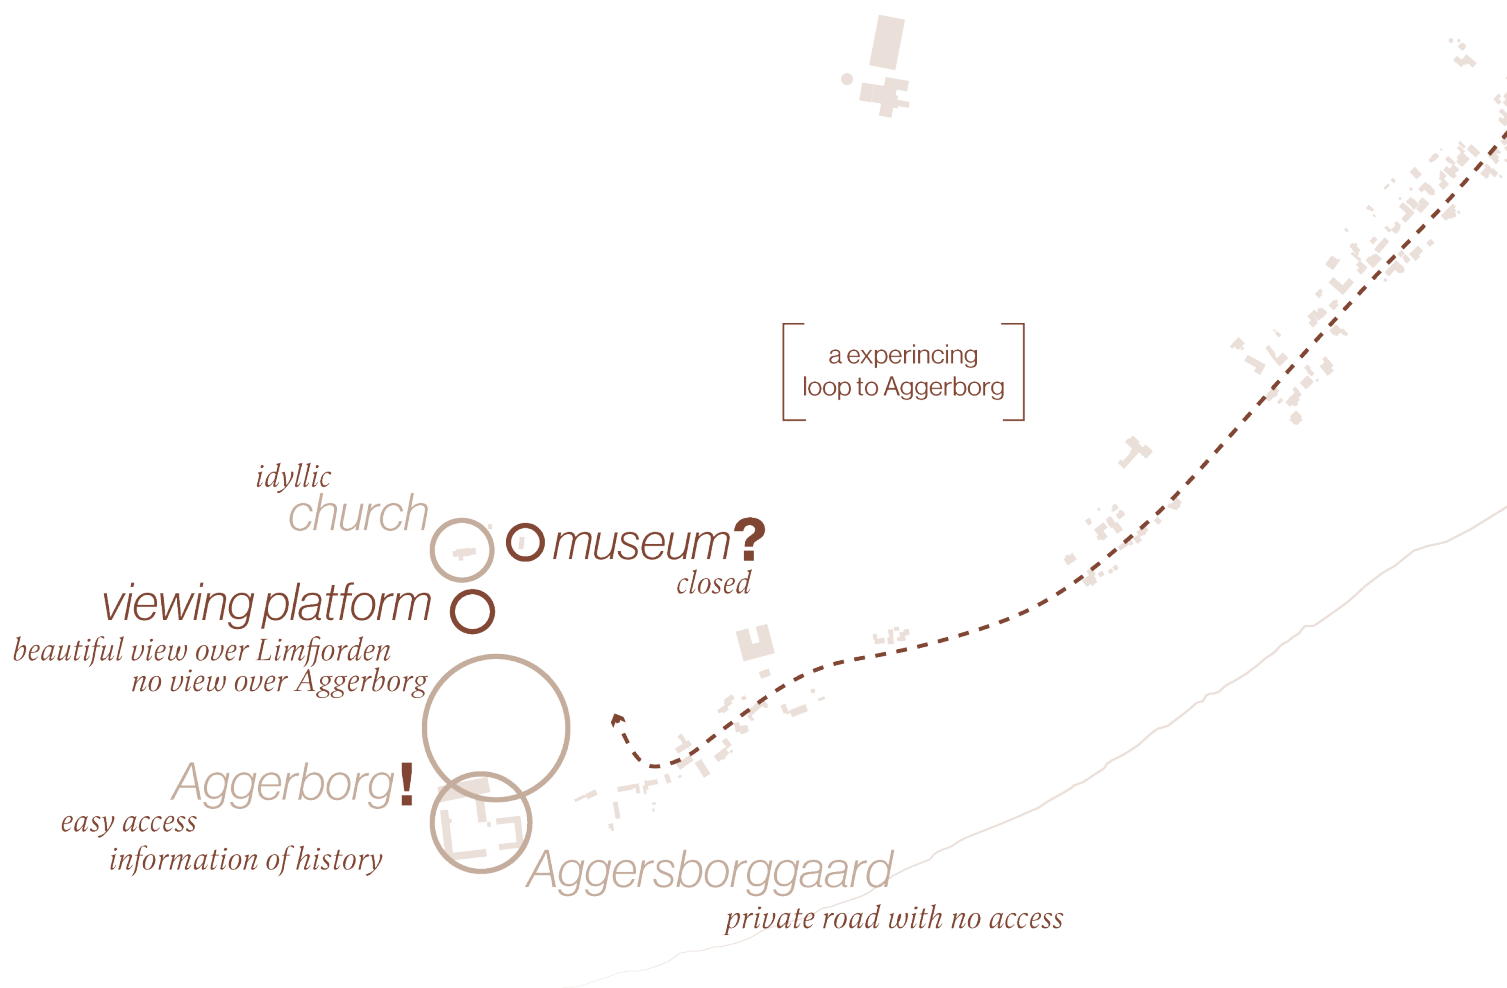 a experincing
loop to Aggerborg
idyllic
church
museum?
closed
viewing platform
beautiful view over Limfjorden
no view over Aggerborg
Aggerborg!
easy access
information of history
Aggersborggaard
private road with no access